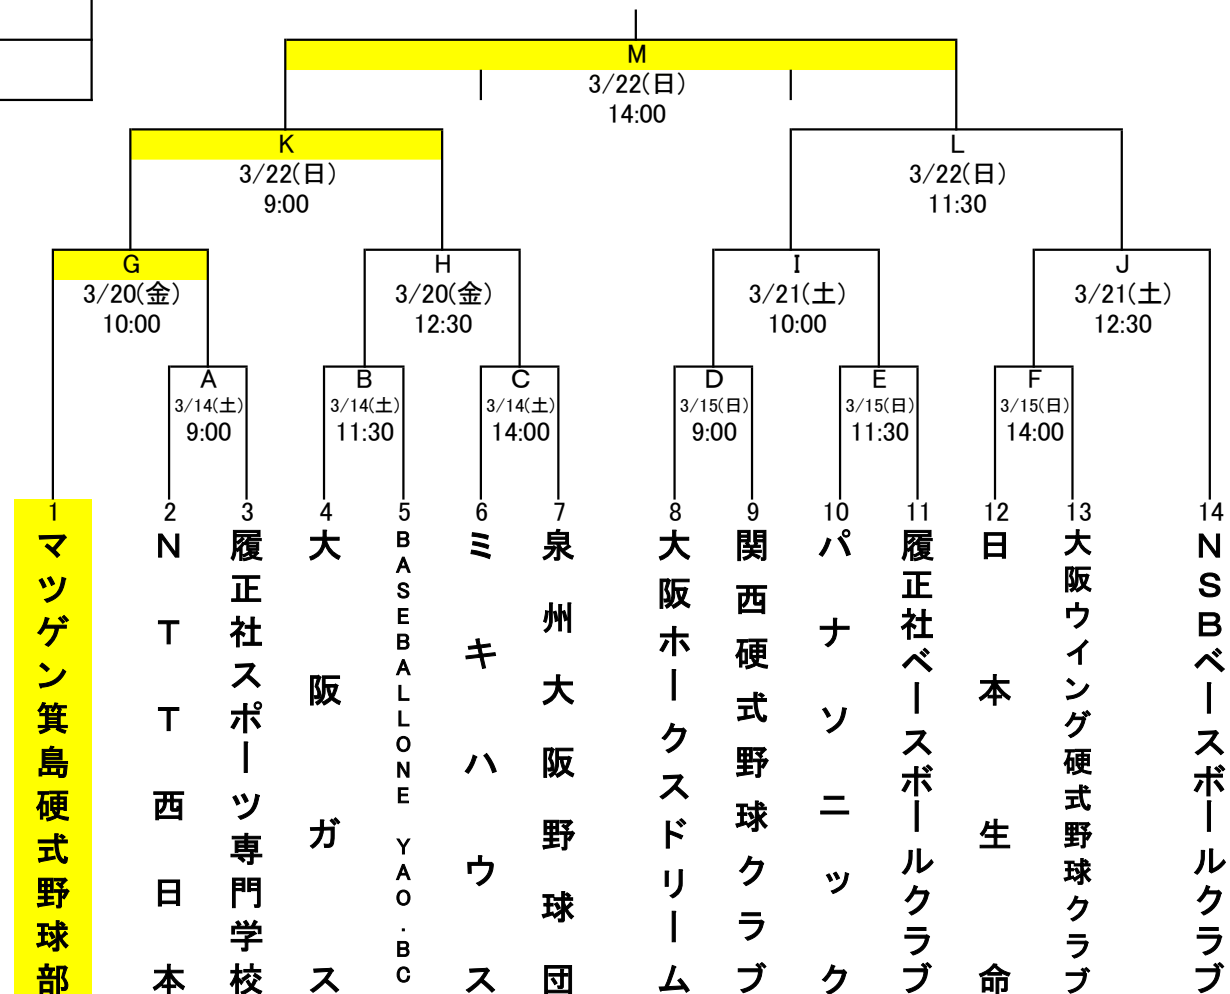 M
3/22(日)
14:00
K
3/22(日)
9:00
L
3/22(日)
11:30
G
3/20(金)
10:00
H
3/20(金)
12:30
I
3/21(土)
10:00
J
3/21(土)
12:30
A
3/14(土)
9:00
B
3/14(土)
11:30
C
3/14(土)
14:00
D
3/15(日)
9:00
E
3/15(日)
11:30
F
3/15(日)
14:00
1
マツゲン箕島硬式野球部
2
NTT西日本
3
履正社スポーツ専門学校
4
大阪ガス
5
BASEBALLONE YAO.BC
6
ミキハウス
7
泉州大阪野球団
8
大阪ホークスドリーム
9
関西硬式野球クラブ
10
パナソニック
11
履正社ベースボールクラブ
12
日本生命
13
大阪ウイング硬式野球クラブ
14
NSBベースボールクラブ